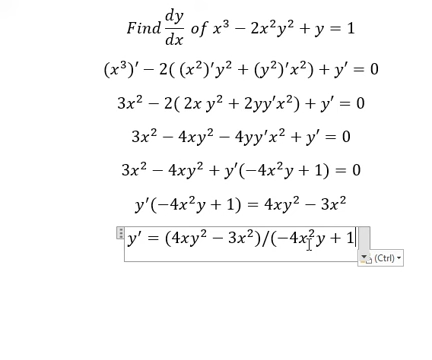 Find dy/dx of x³ − 2x²y² + y = 1
(x³)′ − 2( (x²)′y² + (y²)′x²) + y′ = 0
3x² − 2( 2x y² + 2yy′x²) + y′ = 0
3x² − 4xy² − 4yy′x² + y′ = 0
3x² − 4xy² + y′(−4x²y + 1) = 0
y′(−4x²y + 1) = 4xy² − 3x²
y′ = (4xy² − 3x²)/(−4x²y + 1
(Ctrl)